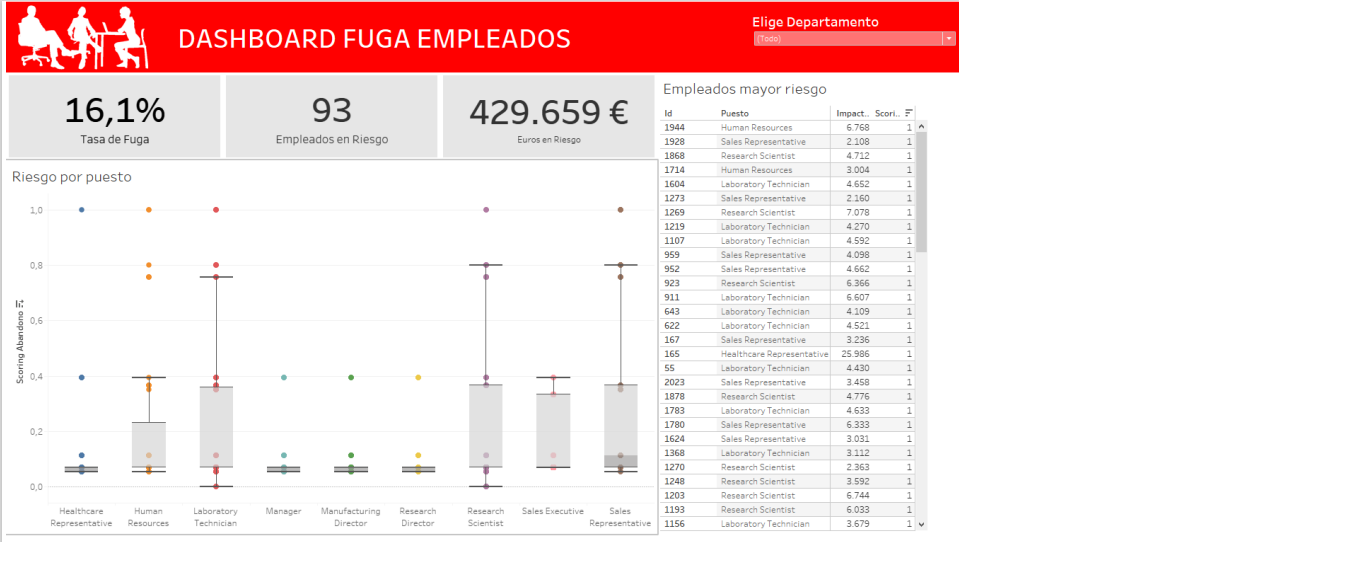 DASHBOARD FUGA EMPLEADOS
Elige Departamento
(Todo)
16,1%
Tasa de Fuga
93
Empleados en Riesgo
429.659 €
Euros en Riesgo
Riesgo por puesto
Scoring Abandono
1,0
0,8
0,6
0,4
0,2
0,0
Healthcare Representative
Human Resources
Laboratory Technician
Manager
Manufacturing Director
Research Director
Research Scientist
Sales Executive
Sales Representative
Empleados mayor riesgo
Id Puesto Impact.. Scori..
1944 Human Resources 6.768 1
1928 Sales Representative 2.108 1
1868 Research Scientist 4.712 1
1714 Human Resources 3.004 1
1604 Laboratory Technician 4.652 1
1273 Sales Representative 2.160 1
1269 Research Scientist 7.078 1
1219 Laboratory Technician 4.270 1
1107 Laboratory Technician 4.592 1
959 Sales Representative 4.098 1
952 Sales Representative 4.662 1
923 Research Scientist 6.366 1
911 Laboratory Technician 6.607 1
643 Laboratory Technician 4.109 1
622 Laboratory Technician 4.521 1
167 Sales Representative 3.236 1
165 Healthcare Representative 25.986 1
55 Laboratory Technician 4.430 1
2023 Sales Representative 3.458 1
1878 Research Scientist 4.776 1
1783 Laboratory Technician 4.633 1
1780 Sales Representative 6.333 1
1624 Sales Representative 3.031 1
1368 Laboratory Technician 3.112 1
1270 Research Scientist 2.363 1
1248 Research Scientist 3.592 1
1203 Research Scientist 6.744 1
1193 Research Scientist 6.033 1
1156 Laboratory Technician 3.679 1